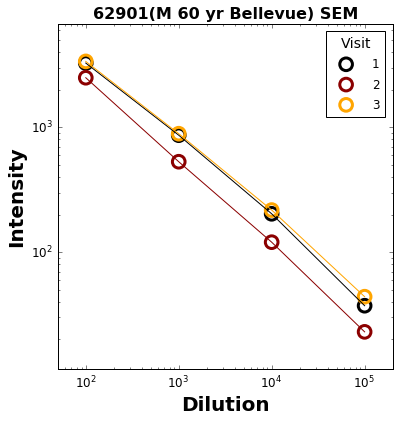 62901(M 60 yr Bellevue) SEM
Visit
1
2
3
10³
10²
Intensity
10² 10³ 10⁴ 10⁵
Dilution